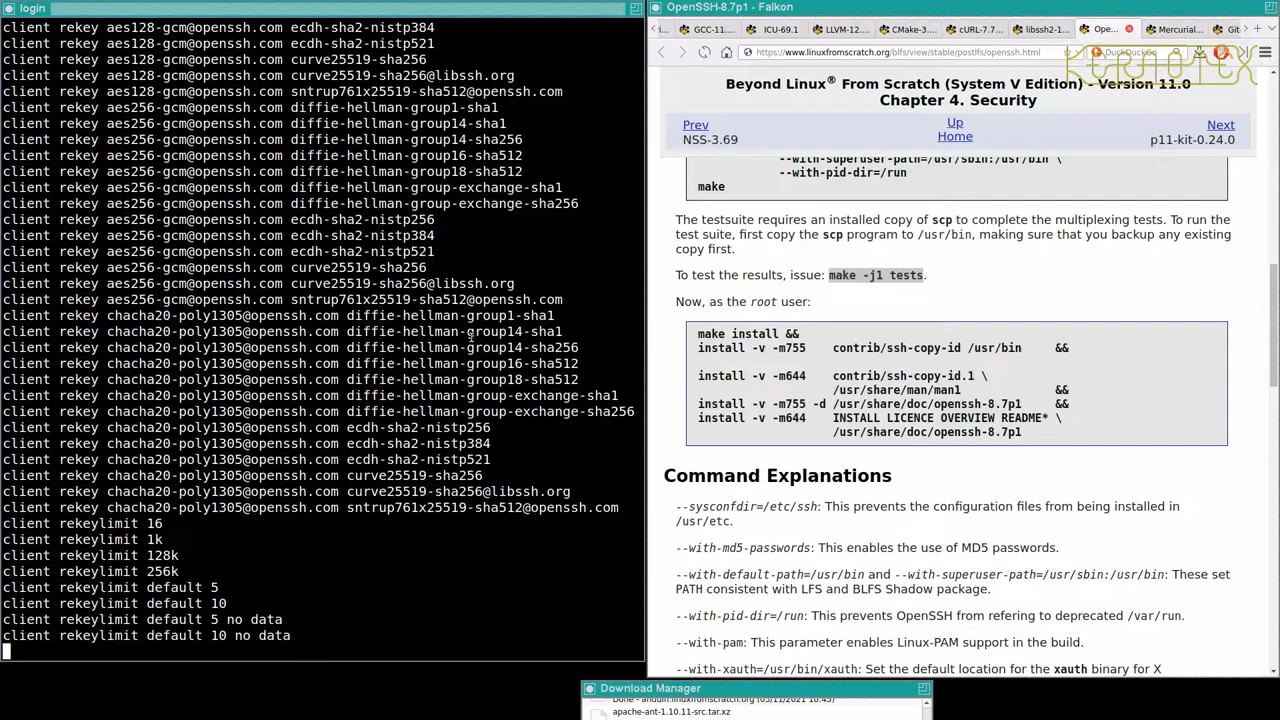 login
client rekey aes128-gcm@openssh.com ecdh-sha2-nistp384
client rekey aes128-gcm@openssh.com ecdh-sha2-nistp521
client rekey aes128-gcm@openssh.com curve25519-sha256
client rekey aes128-gcm@openssh.com curve25519-sha256@libssh.org
client rekey aes128-gcm@openssh.com sntrup761x25519-sha512@openssh.com
client rekey aes256-gcm@openssh.com diffie-hellman-group1-sha1
client rekey aes256-gcm@openssh.com diffie-hellman-group14-sha1
client rekey aes256-gcm@openssh.com diffie-hellman-group14-sha256
client rekey aes256-gcm@openssh.com diffie-hellman-group16-sha512
client rekey aes256-gcm@openssh.com diffie-hellman-group18-sha512
client rekey aes256-gcm@openssh.com diffie-hellman-group-exchange-sha1
client rekey aes256-gcm@openssh.com diffie-hellman-group-exchange-sha256
client rekey aes256-gcm@openssh.com ecdh-sha2-nistp256
client rekey aes256-gcm@openssh.com ecdh-sha2-nistp384
client rekey aes256-gcm@openssh.com ecdh-sha2-nistp521
client rekey aes256-gcm@openssh.com curve25519-sha256
client rekey aes256-gcm@openssh.com curve25519-sha256@libssh.org
client rekey aes256-gcm@openssh.com sntrup761x25519-sha512@openssh.com
client rekey chacha20-poly1305@openssh.com diffie-hellman-group1-sha1
client rekey chacha20-poly1305@openssh.com diffie-hellman-group14-sha1
client rekey chacha20-poly1305@openssh.com diffie-hellman-group14-sha256
client rekey chacha20-poly1305@openssh.com diffie-hellman-group16-sha512
client rekey chacha20-poly1305@openssh.com diffie-hellman-group18-sha512
client rekey chacha20-poly1305@openssh.com diffie-hellman-group-exchange-sha1
client rekey chacha20-poly1305@openssh.com diffie-hellman-group-exchange-sha256
client rekey chacha20-poly1305@openssh.com ecdh-sha2-nistp256
client rekey chacha20-poly1305@openssh.com ecdh-sha2-nistp384
client rekey chacha20-poly1305@openssh.com ecdh-sha2-nistp521
client rekey chacha20-poly1305@openssh.com curve25519-sha256
client rekey chacha20-poly1305@openssh.com curve25519-sha256@libssh.org
client rekey chacha20-poly1305@openssh.com sntrup761x25519-sha512@openssh.com
client rekeylimit 16
client rekeylimit 1k
client rekeylimit 128k
client rekeylimit 256k
client rekeylimit default 5
client rekeylimit default 10
client rekeylimit default 5 no data
client rekeylimit default 10 no data
OpenSSH-8.7p1 - Falkon
GCC-11.... ICU-69.1 LLVM-12.... CMake-3.... cURL-7.7... libssh2-1... Ope... Mercurial... Git
https://www.linuxfromscratch.org/blfs/view/stable/postlfs/openssh.html DuckDuckGo
KERNOTEX
Beyond Linux® From Scratch (System V Edition) - Version 11.0
Chapter 4. Security
Prev Up Next
NSS-3.69 Home p11-kit-0.24.0
--with-superuser-path=/usr/sbin:/usr/bin \
--with-pid-dir=/run
make
The testsuite requires an installed copy of scp to complete the multiplexing tests. To run the
test suite, first copy the scp program to /usr/bin, making sure that you backup any existing
copy first.
To test the results, issue: make -j1 tests.
Now, as the root user:
make install &&
install -v -m755 contrib/ssh-copy-id /usr/bin &&
install -v -m644 contrib/ssh-copy-id.1 \
/usr/share/man/man1 &&
install -v -m755 -d /usr/share/doc/openssh-8.7p1 &&
install -v -m644 INSTALL LICENCE OVERVIEW README* \
/usr/share/doc/openssh-8.7p1
Command Explanations
--sysconfdir=/etc/ssh: This prevents the configuration files from being installed in
/usr/etc.
--with-md5-passwords: This enables the use of MD5 passwords.
--with-default-path=/usr/bin and --with-superuser-path=/usr/sbin:/usr/bin: These set
PATH consistent with LFS and BLFS Shadow package.
--with-pid-dir=/run: This prevents OpenSSH from refering to deprecated /var/run.
--with-pam: This parameter enables Linux-PAM support in the build.
--with-xauth=/usr/bin/xauth: Set the default location for the xauth binary for X
Download Manager
Done - anduin.linuxfromscratch.org
apache-ant-1.10.11-src.tar.xz